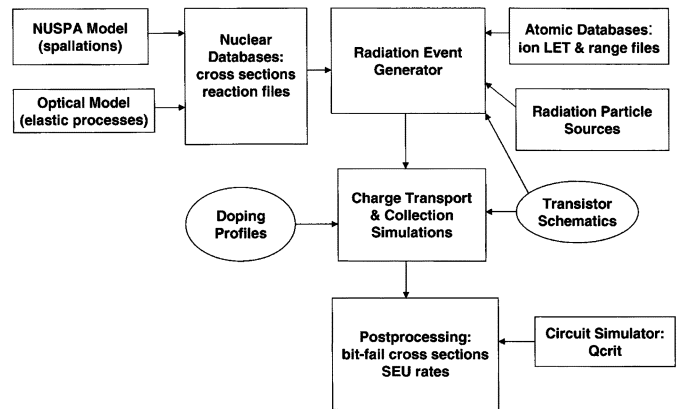 NUSPA Model
(spallations)
Optical Model
(elastic processes)
Nuclear
Databases:
cross sections
reaction files
Radiation Event
Generator
Atomic Databases:
ion LET & range files
Radiation Particle
Sources
Doping
Profiles
Charge Transport
& Collection
Simulations
Transistor
Schematics
Postprocessing:
bit-fail cross sections
SEU rates
Circuit Simulator:
Qcrit